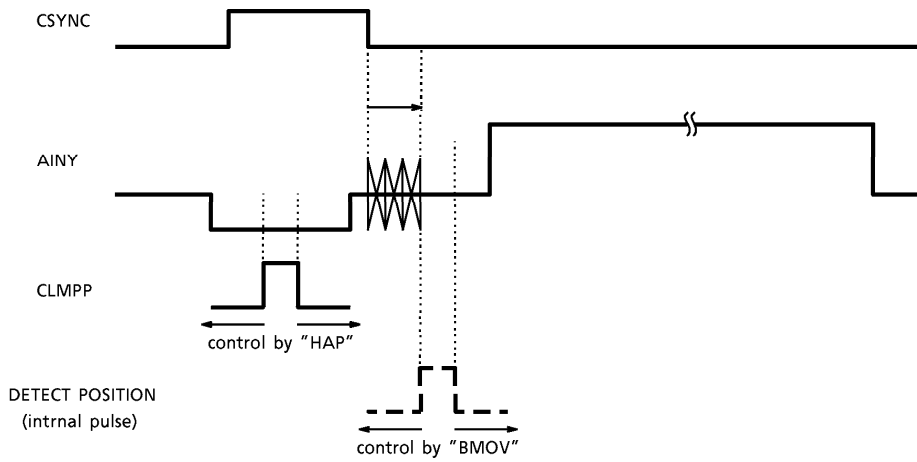 CSYNC
AINY
CLMPP
control by "HAP"
DETECT POSITION
(intrnal pulse)
control by "BMOV"